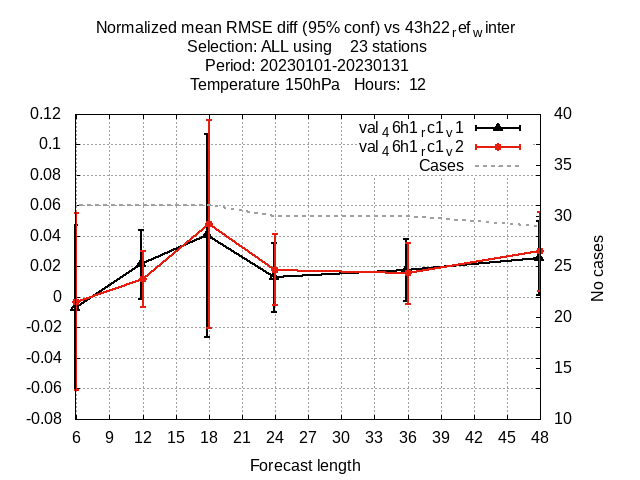 Normalized mean RMSE diff (95% conf) vs 43h22refwinter
Selection: ALL using 23 stations
Period: 20230101-20230131
Temperature 150hPa Hours: 12
0.12
0.1
0.08
0.06
0.04
0.02
0
-0.02
-0.04
-0.06
-0.08
val46h1rc1v1
val46h1rc1v2
Cases
40
35
30
25
20
15
10
No cases
6 9 12 15 18 21 24 27 30 33 36 39 42 45 48
Forecast length